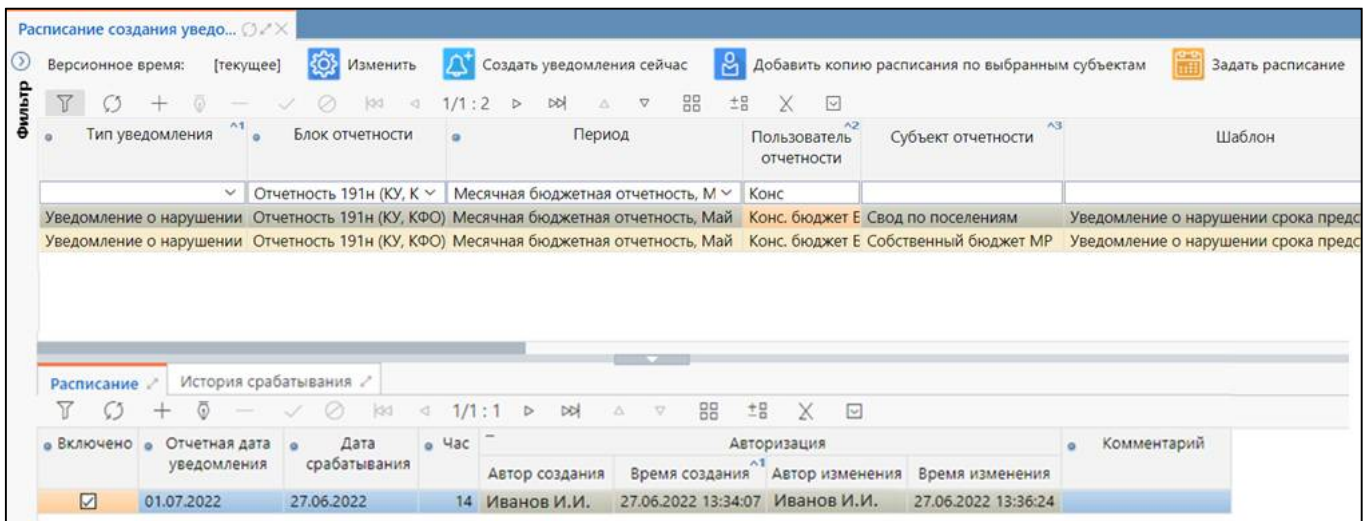 Расписание создания уведо...
Версионное время: [текущее] Изменить Создать уведомления сейчас Добавить копию расписания по выбранным субъектам Задать расписание
Фильтр
1/1 : 2
Тип уведомления ^1 Блок отчетности Период Пользователь отчетности ^2 Субъект отчетности ^3 Шаблон
Отчетность 191н (КУ, К Месячная бюджетная отчетность, М Конс
Уведомление о нарушении Отчетность 191н (КУ, КФО) Месячная бюджетная отчетность, Май Конс. бюджет Е Свод по поселениям Уведомление о нарушении срока предс
Уведомление о нарушении Отчетность 191н (КУ, КФО) Месячная бюджетная отчетность, Май Конс. бюджет Е Собственный бюджет МР Уведомление о нарушении срока предс
Расписание История срабатывания
1/1 : 1
Включено Отчетная дата уведомления Дата срабатывания Час Авторизация Комментарий
Автор создания Время создания ^1 Автор изменения Время изменения
01.07.2022 27.06.2022 14 Иванов И.И. 27.06.2022 13:34:07 Иванов И.И. 27.06.2022 13:36:24